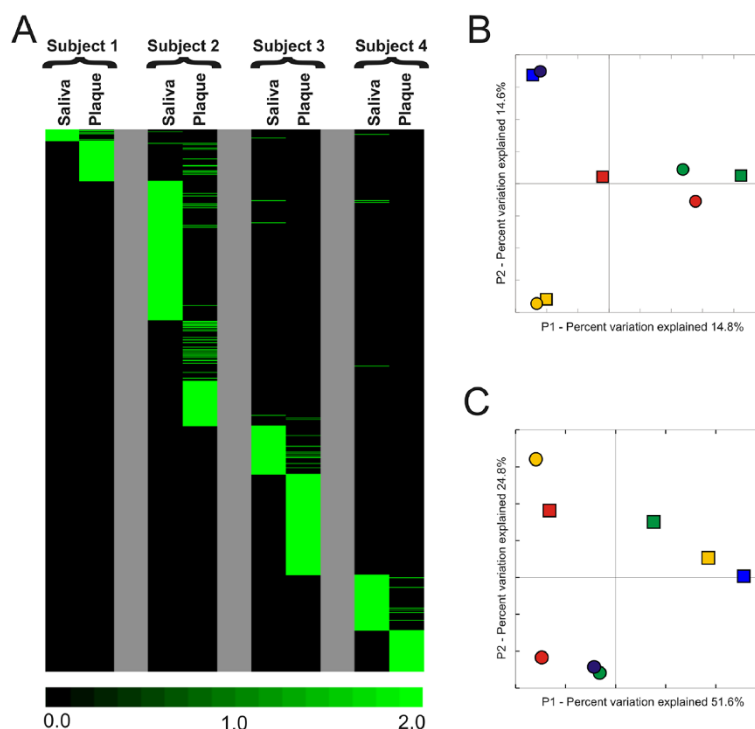 A
Subject 1 Subject 2 Subject 3 Subject 4
Saliva Plaque Saliva Plaque Saliva Plaque Saliva Plaque
0.0 1.0 2.0
B
P2 - Percent variation explained 14.6%
P1 - Percent variation explained 14.8%
C
P2 - Percent variation explained 24.8%
P1 - Percent variation explained 51.6%